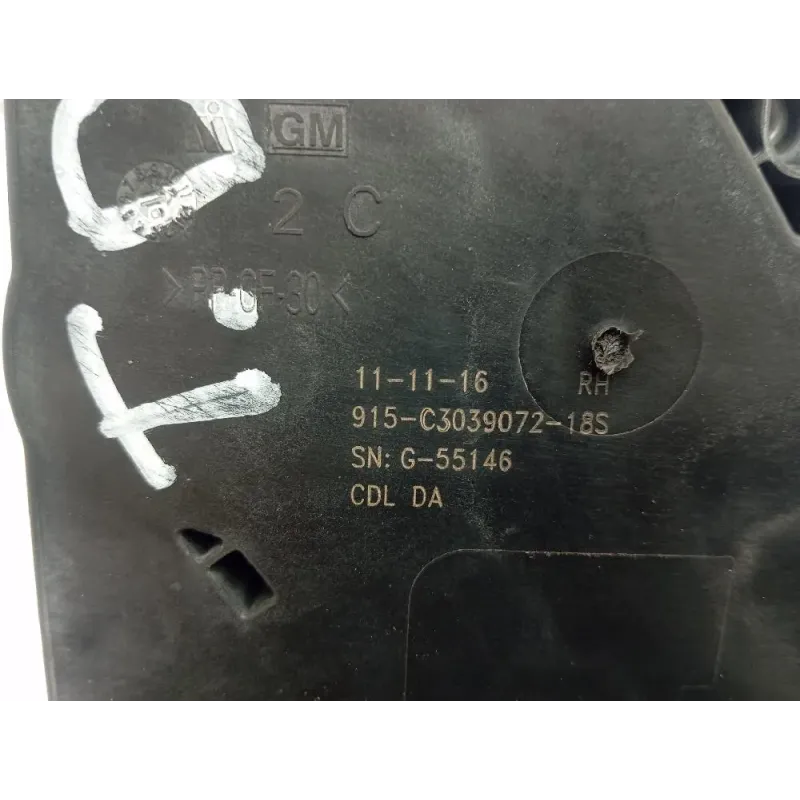 GM
2 C
>PP-GF-30<
T.D
11-11-16 RH
915-C3039072-18S
SN: G-55146
CDL DA